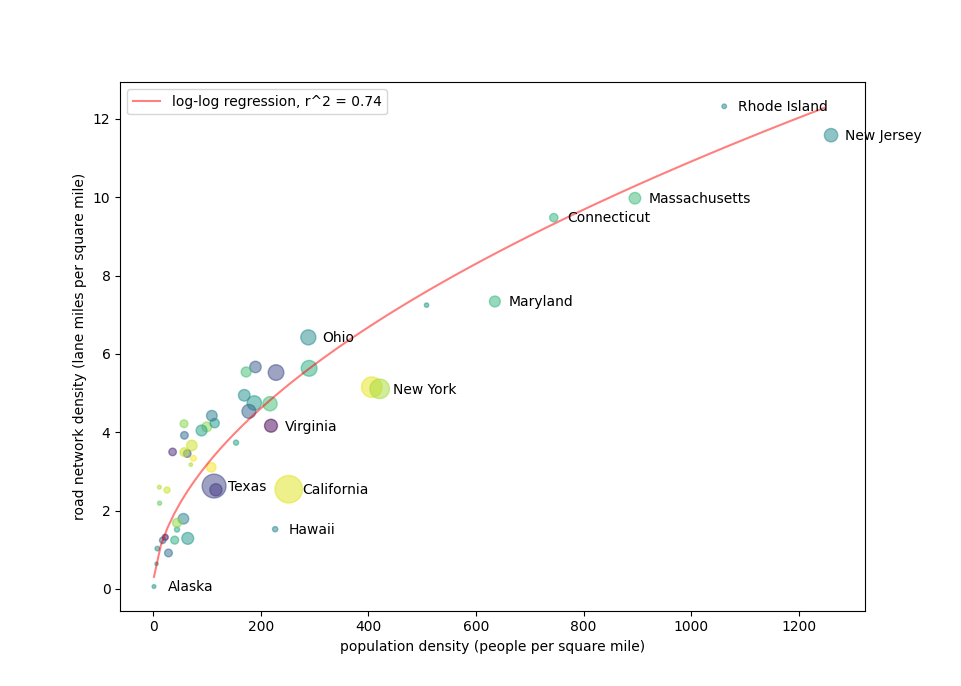 log-log regression, r^2 = 0.74
Rhode Island
New Jersey
Massachusetts
Connecticut
Maryland
Ohio
New York
Virginia
Texas
California
Hawaii
Alaska
12
10
8
6
4
2
0
road network density (lane miles per square mile)
0 200 400 600 800 1000 1200
population density (people per square mile)